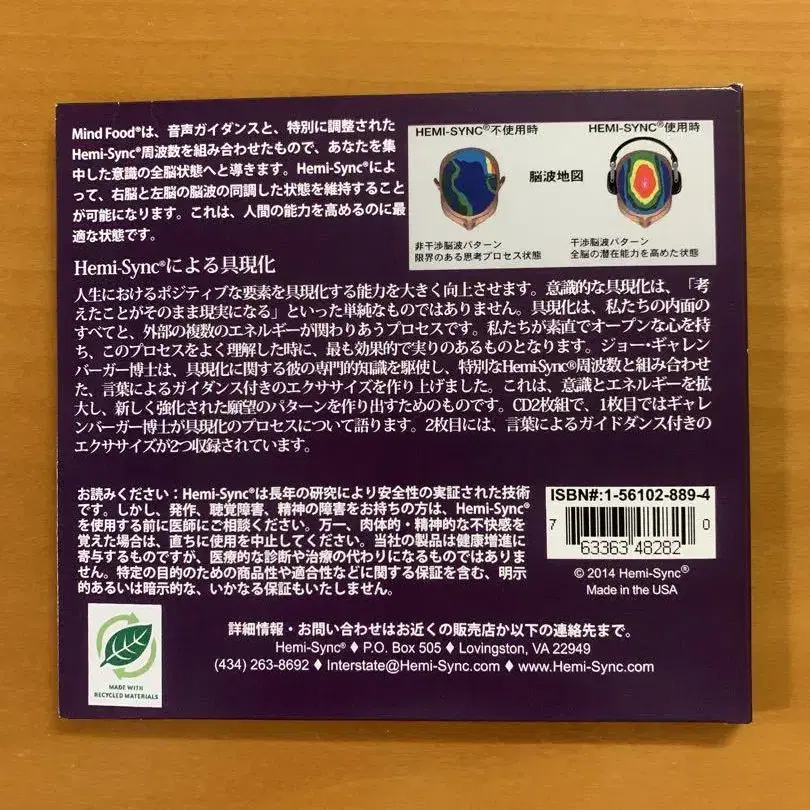 Mind Food®は、音声ガイダンスと、特別に調整された
Hemi-Sync®周波数を組み合わせたもので、あなたを集
中した意識の全脳状態へと導きます。Hemi-Sync®によ
って、右脳と左脳の脳波の同調した状態を維持すること
が可能になります。これは、人間の能力を高めるのに最
適な状態です。
HEMI-SYNC®不使用時
HEMI-SYNC®使用時
脳波地図
非干渉脳波パターン
限界のある思考プロセス状態
干渉脳波パターン
全脳の潜在能力を高めた状態
Hemi-Sync®による具現化
人生におけるポジティブな要素を具現化する能力を大きく向上させます。意識的な具現化は、「考
えたことがそのまま現実になる」といった単純なものではありません。具現化は、私たちの内面の
すべてと、外部の複数のエネルギーが関わりあうプロセスです。私たちが素直でオープンな心を持
ち、このプロセスをよく理解した時に、最も効果的で実りのあるものとなります。ジョー・ギャレン
バーガー博士は、具現化に関する彼の専門的知識を駆使し、特別なHemi-Sync®周波数と組み合わせ
た、言葉によるガイダンス付きのエクササイズを作り上げました。これは、意識とエネルギーを拡
大し、新しく強化された願望のパターンを作り出すためのものです。CD2枚組で、1枚目ではギャレ
ンバーガー博士が具現化のプロセスについて語ります。2枚目には、言葉によるガイドダンス付きの
エクササイズが2つ収録されています。
お読みください：Hemi-Sync®は長年の研究により安全性の実証された技術
です。しかし、発作、聴覚障害、精神の障害をお持ちの方は、Hemi-Sync®
を使用する前に医師にご相談ください。万一、肉体的・精神的な不快感を
覚えた場合は、直ちに使用を中止してください。当社の製品は健康増進に
寄与するものですが、医療的な診断や治療の代わりになるものではありま
せん。特定の目的のための商品性や適合性などに関する保証を含む、明示
的あるいは暗示的な、いかなる保証もいたしません。
ISBN#:1-56102-889-4
7 63363 48282 0
© 2014 Hemi-Sync®
Made in the USA
MADE WITH
RECYCLED MATERIALS
詳細情報・お問い合わせはお近くの販売店か以下の連絡先まで。
Hemi-Sync® ♦ P.O. Box 505 ♦ Lovingston, VA 22949
(434) 263-8692 ♦ Interstate@Hemi-Sync.com ♦ www.Hemi-Sync.com